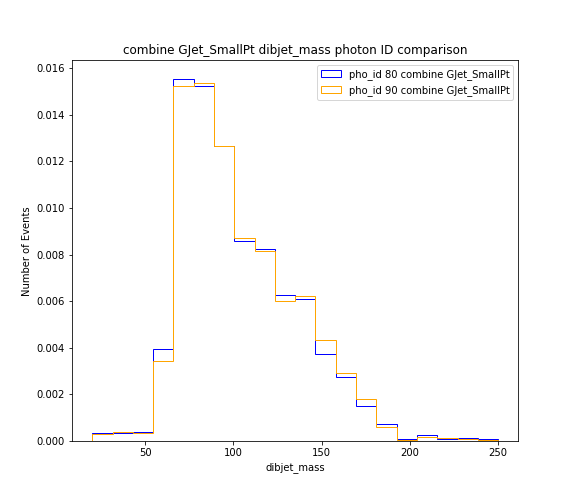 combine GJet_SmallPt dibjet_mass photon ID comparison
pho_id 80 combine GJet_SmallPt
pho_id 90 combine GJet_SmallPt
Number of Events
0.016
0.014
0.012
0.010
0.008
0.006
0.004
0.002
0.000
50
100
150
200
250
dibjet_mass